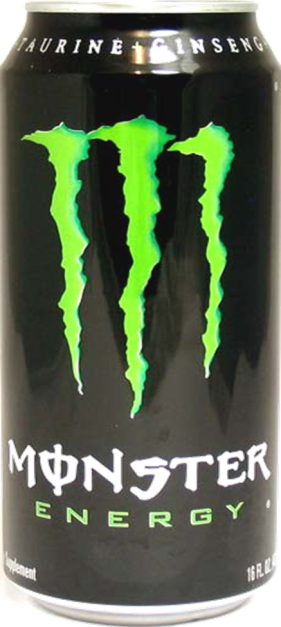 TAURINE + GINSENG
MONSTER
ENERGY
Supplement
16 FL. OZ.